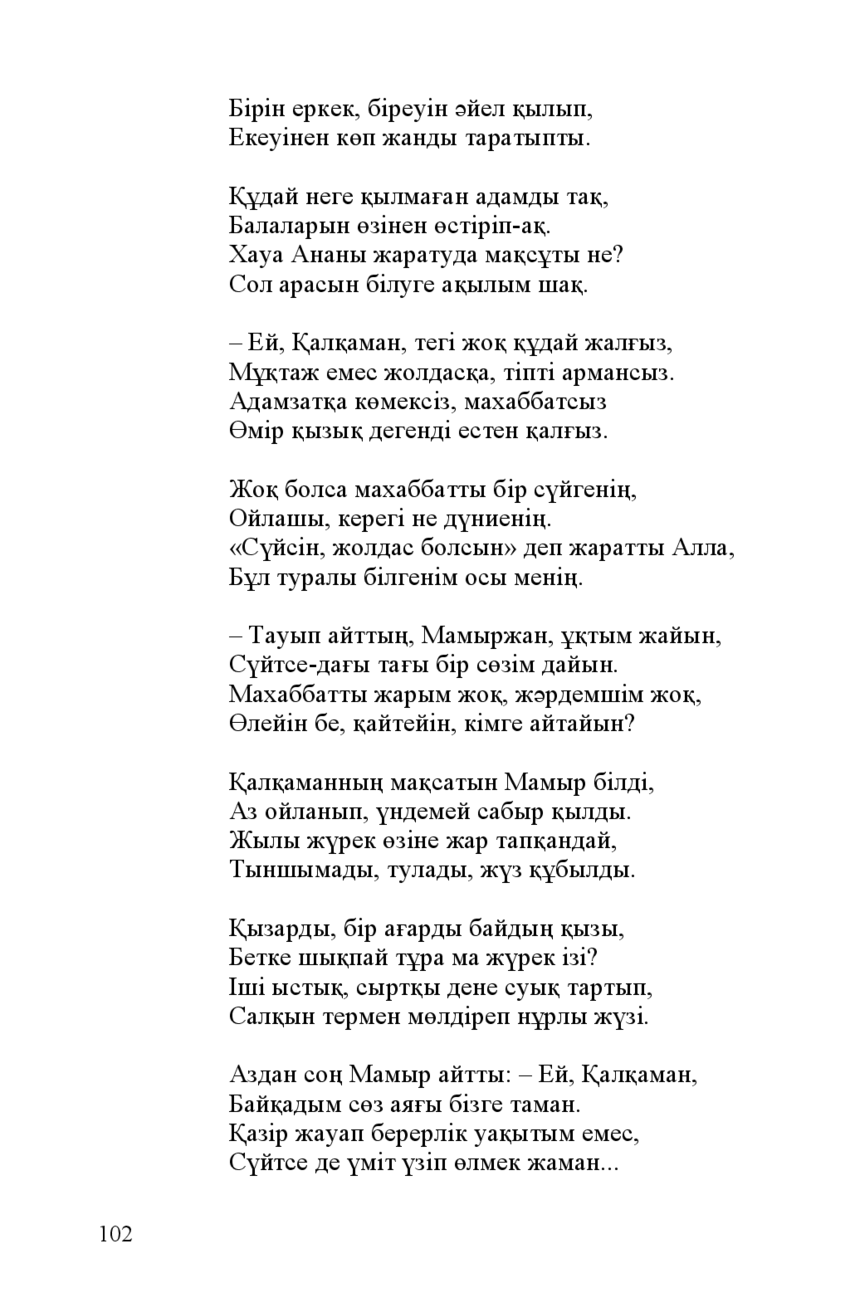 Бірін еркек, біреуін әйел қылып,
Екеуінен көп жанды таратыпты.

Құдай неге қылмаған адамды тақ,
Балаларын өзінен өстіріп-ақ.
Хауа Ананы жаратуда мақсұты не?
Сол арасын білуге ақылым шақ.

– Ей, Қалқаман, тегі жоқ құдай жалғыз,
Мұқтаж емес жолдасқа, тіпті армансыз.
Адамзатқа көмексіз, махаббатсыз
Өмір қызық дегенді естен қалғыз.

Жоқ болса махаббатты бір сүйгенің,
Ойлашы, керегі не дүниенің.
«Сүйсін, жолдас болсын» деп жаратты Алла,
Бұл туралы білгенім осы менің.

– Тауып айттың, Мамыржан, ұқтым жайын,
Сүйтсе-дағы тағы бір сөзім дайын.
Махаббатты жарым жоқ, жәрдемшім жоқ,
Өлейін бе, қайтейін, кімге айтайын?

Қалқаманның мақсатын Мамыр білді,
Аз ойланып, үндемей сабыр қылды.
Жылы жүрек өзіне жар тапқандай,
Тыншымады, тулады, жүз құбылды.

Қызарды, бір ағарды байдың қызы,
Бетке шықпай тұра ма жүрек ізі?
Іші ыстық, сыртқы дене суық тартып,
Салқын термен мөлдіреп нұрлы жүзі.

Аздан соң Мамыр айтты: – Ей, Қалқаман,
Байқадым сөз аяғы бізге таман.
Қазір жауап берерлік уақытым емес,
Сүйтсе де үміт үзіп өлмек жаман...

102